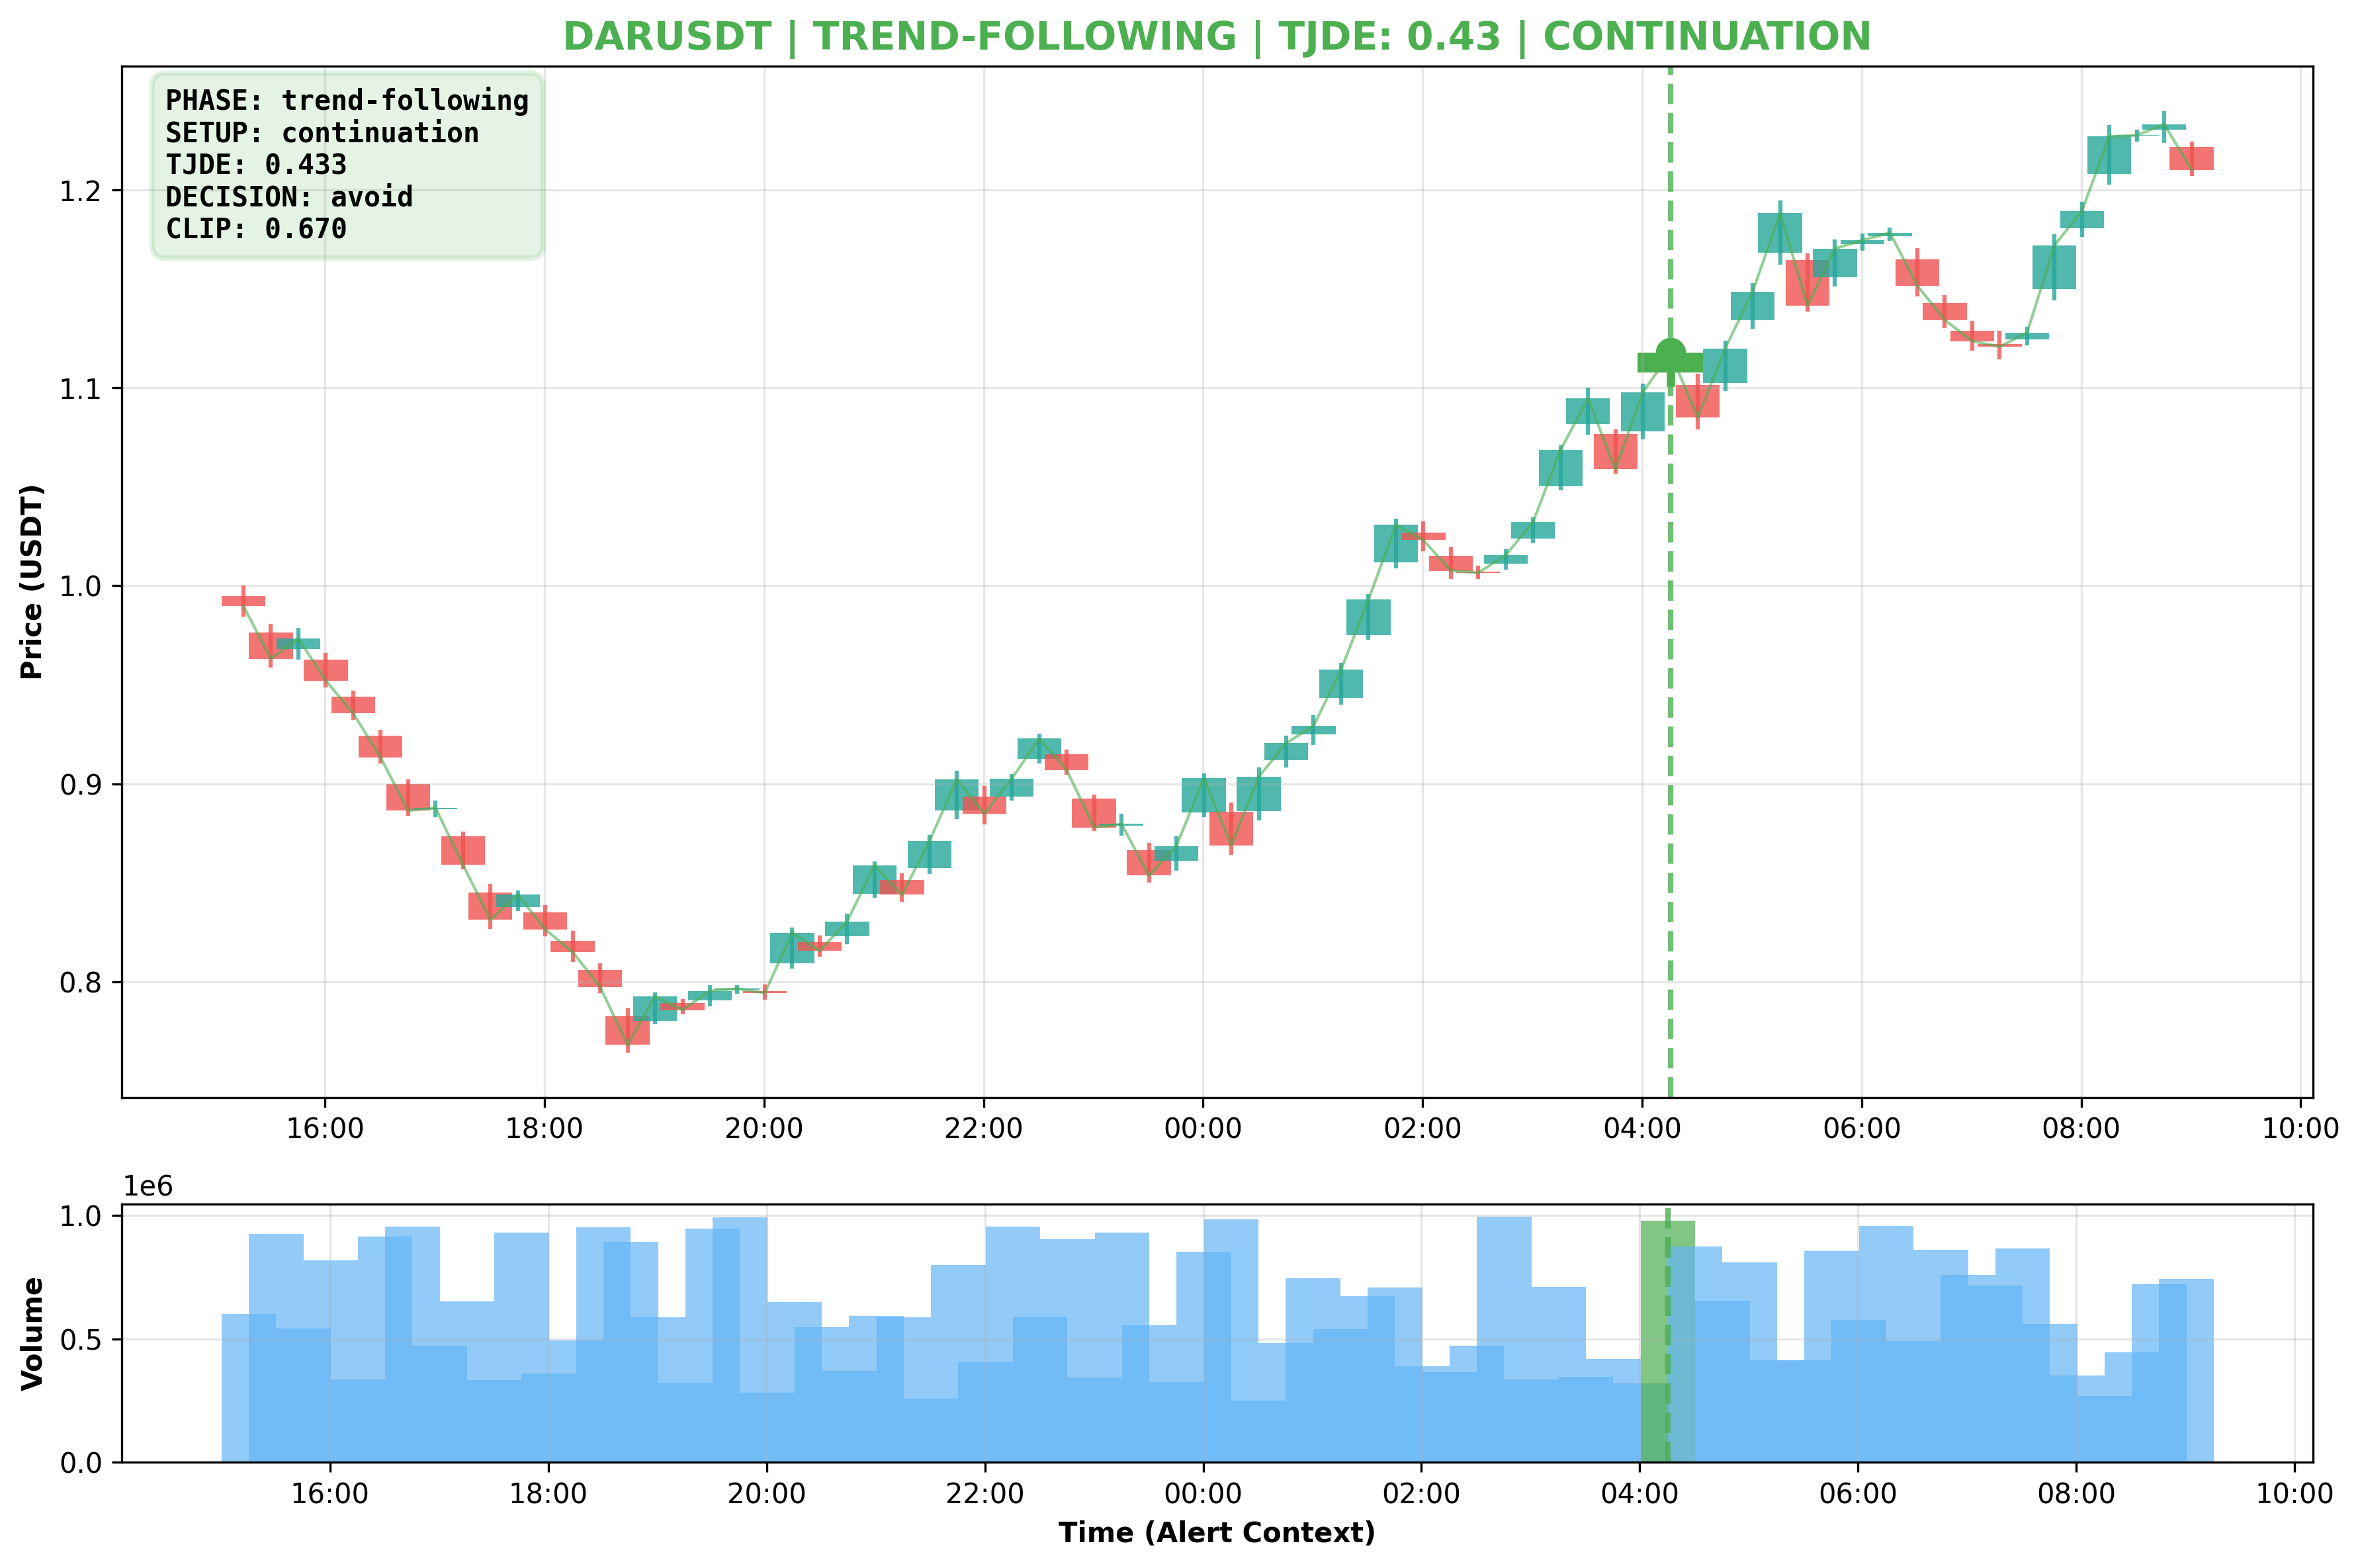 DARUSDT | TREND-FOLLOWING | TJDE: 0.43 | CONTINUATION
PHASE: trend-following
SETUP: continuation
TJDE: 0.433
DECISION: avoid
CLIP: 0.670
Price (USDT)
1.2
1.1
1.0
0.9
0.8
16:00 18:00 20:00 22:00 00:00 02:00 04:00 06:00 08:00 10:00
1e6
Volume
1.0
0.5
0.0
16:00 18:00 20:00 22:00 00:00 02:00 04:00 06:00 08:00 10:00
Time (Alert Context)